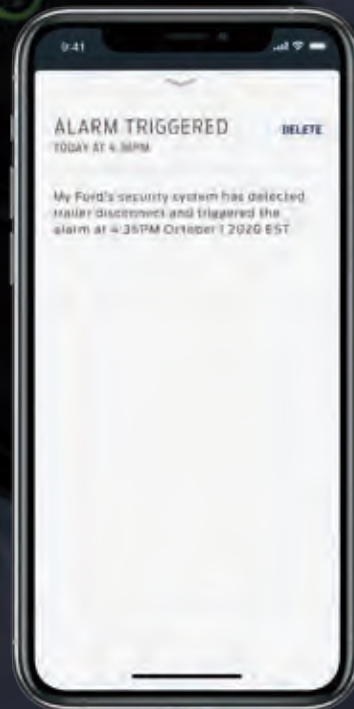 9:41
ALARM TRIGGERED
DELETE
TODAY AT 4:36PM
My Ford's security system has detected
trailer disconnect and triggered the
alarm at 4:36PM October 1 2020 EST